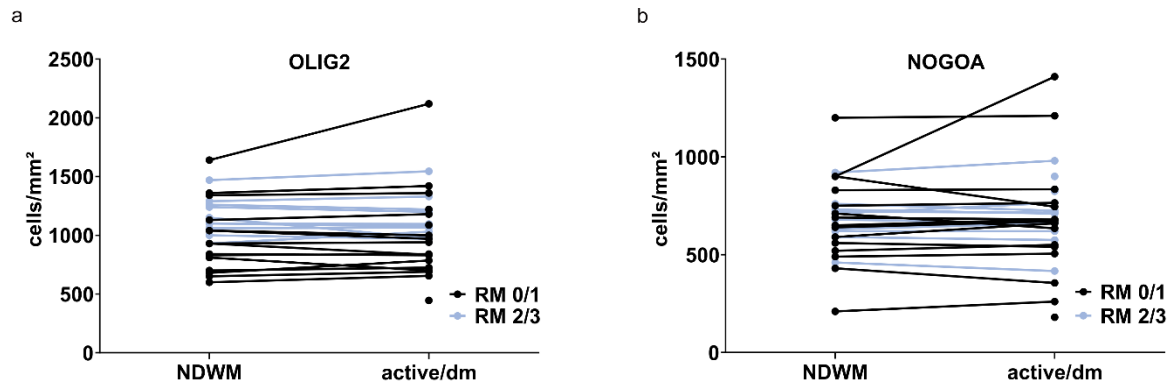 a
OLIG2
cells/mm²
2500
2000
1500
1000
500
0
NDWM
active/dm
RM 0/1
RM 2/3
b
NOGOA
cells/mm²
1500
1000
500
0
NDWM
active/dm
RM 0/1
RM 2/3